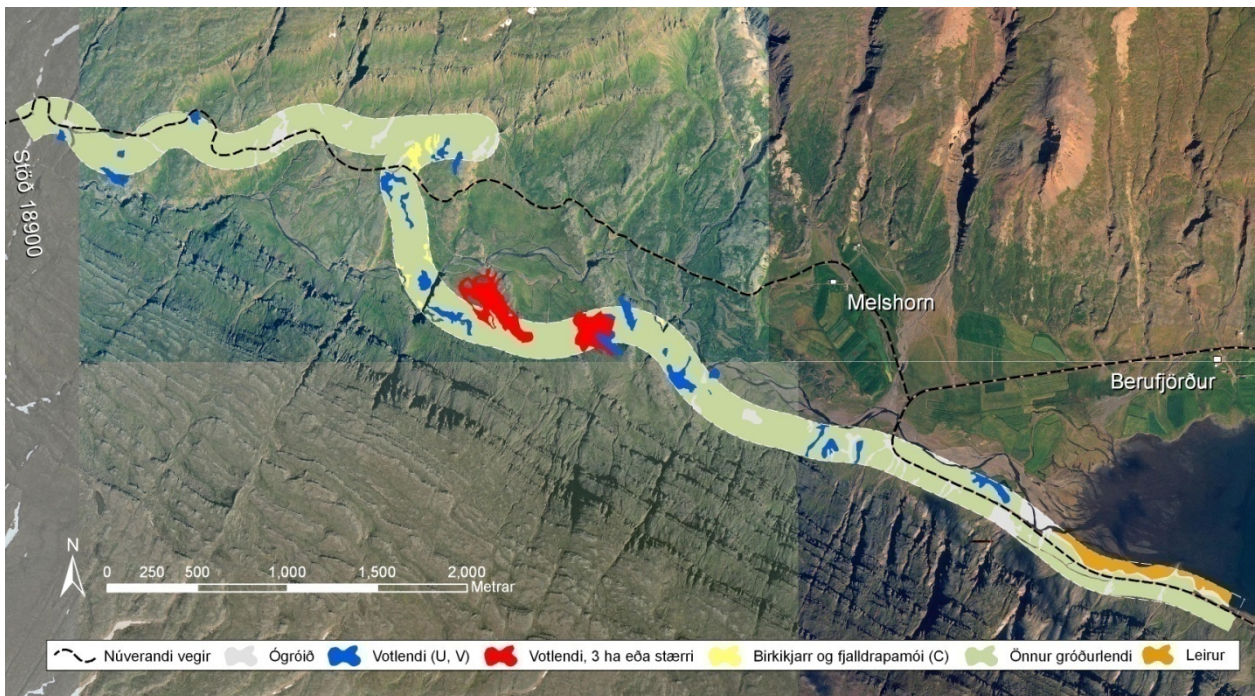 Stöð 18900
Melshorn
Berufjörður
N
0 250 500 1,000 1,500 2,000
Metrar
Núverandi vegir Ógróið Votlendi (U, V) Votlendi, 3 ha eða stærri Birkikjarr og fjalldrapamói (C) Önnur gróðurlendi Leirur